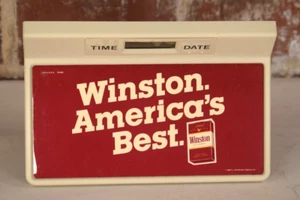 TIME DATE
Winston.
America's
Best.
Winston